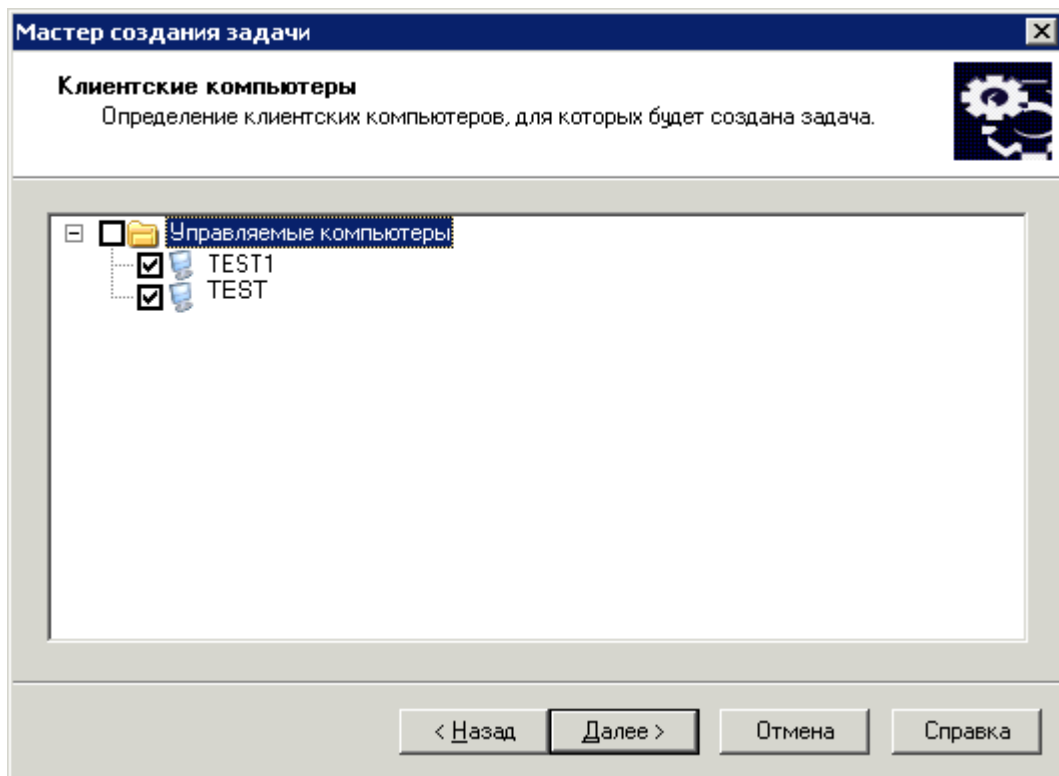 Мастер создания задачи
Клиентские компьютеры
Определение клиентских компьютеров, для которых будет создана задача.
Управляемые компьютеры
TEST1
TEST
< Назад
Далее >
Отмена
Справка